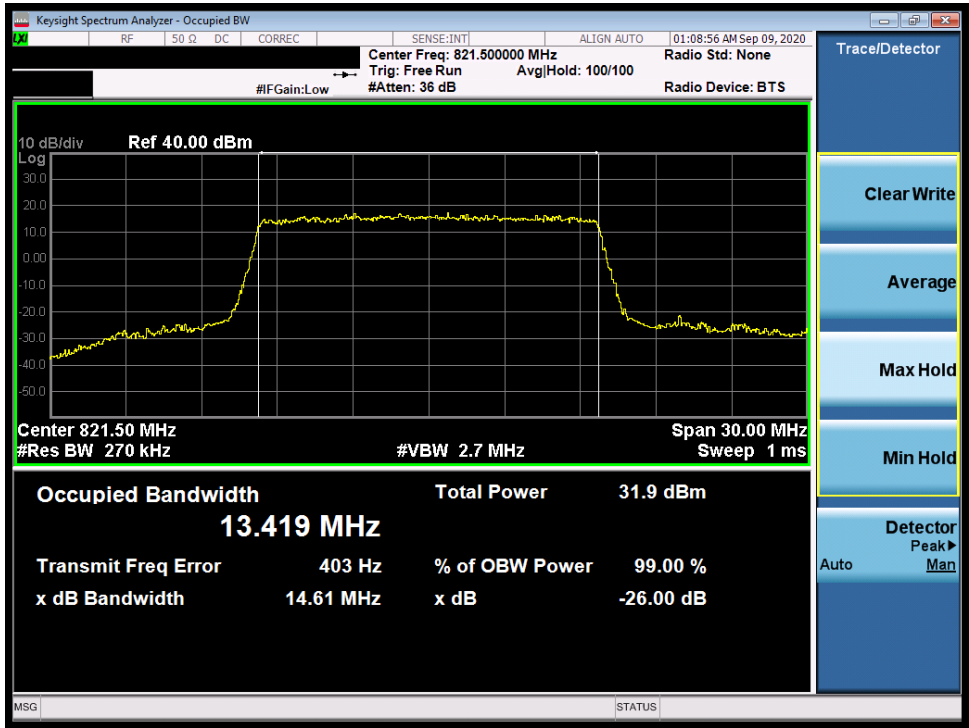 Keysight Spectrum Analyzer - Occupied BW
LXI RF 50 Ω DC CORREC SENSE:INT ALIGN AUTO 01:08:56 AM Sep 09, 2020
Center Freq: 821.500000 MHz Radio Std: None
Trig: Free Run Avg|Hold: 100/100
#IFGain:Low #Atten: 36 dB Radio Device: BTS
Trace/Detector
10 dB/div Ref 40.00 dBm
Log
30.0
20.0
10.0
0.00
-10.0
-20.0
-30.0
-40.0
-50.0
Center 821.50 MHz Span 30.00 MHz
#Res BW 270 kHz #VBW 2.7 MHz Sweep 1 ms
Occupied Bandwidth Total Power 31.9 dBm
13.419 MHz
Transmit Freq Error 403 Hz % of OBW Power 99.00 %
x dB Bandwidth 14.61 MHz x dB -26.00 dB
Clear Write
Average
Max Hold
Min Hold
Detector
Peak▶
Auto Man
MSG STATUS